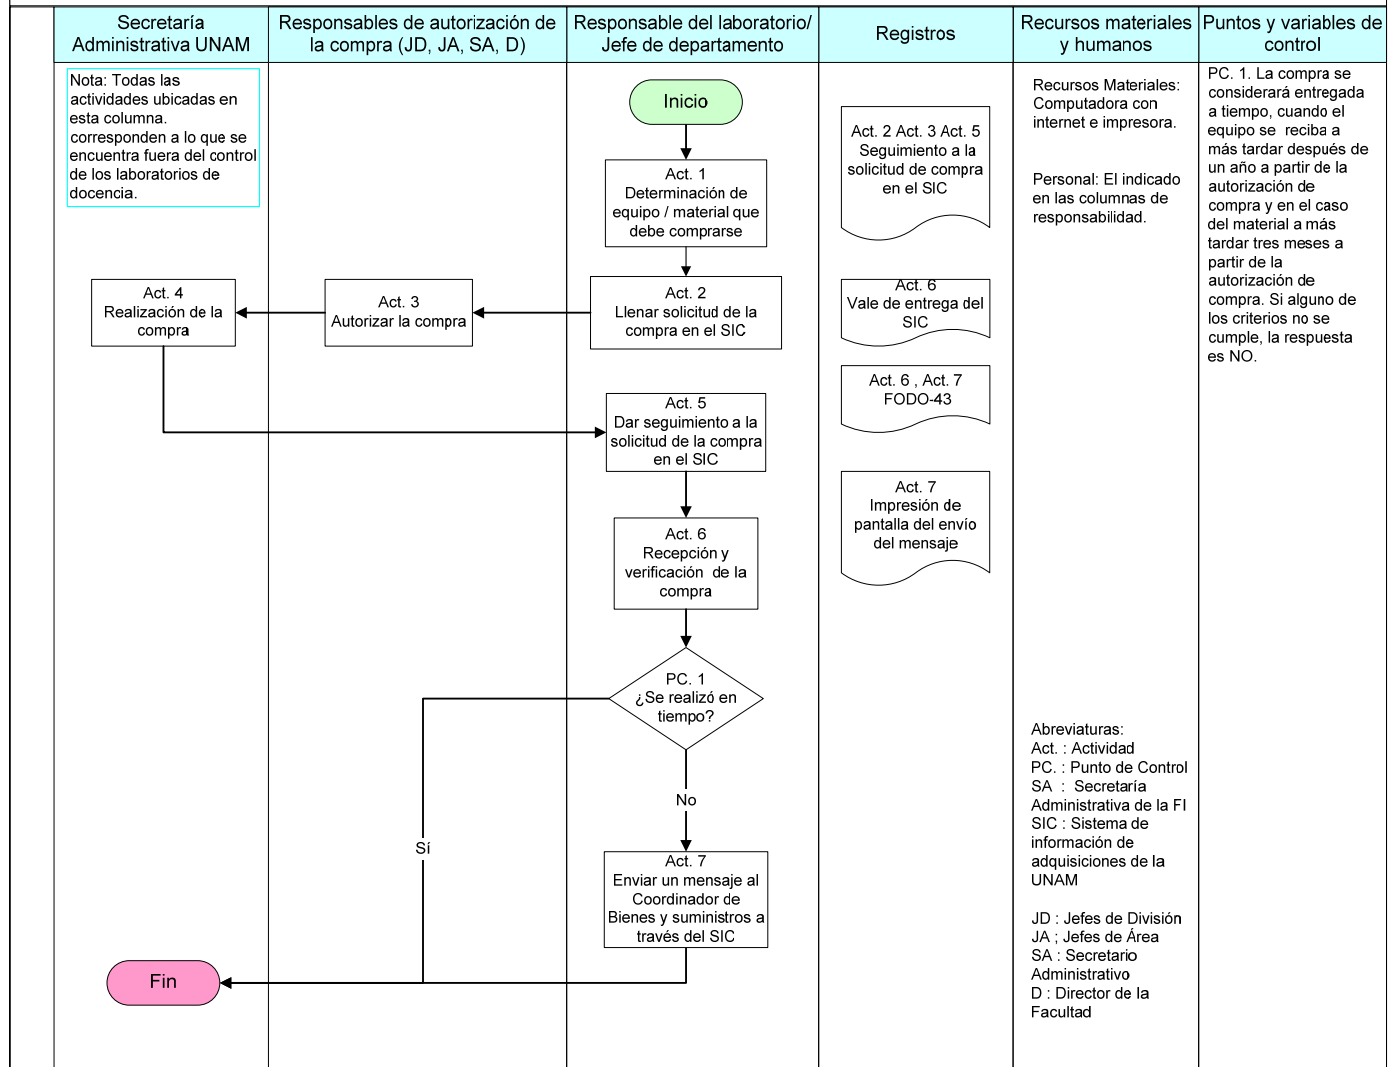 Secretaría
Administrativa UNAM
Responsables de autorización de
la compra (JD, JA, SA, D)
Responsable del laboratorio/
Jefe de departamento
Registros
Recursos materiales
y humanos
Puntos y variables de
control
Nota: Todas las
actividades ubicadas en
esta columna.
corresponden a lo que se
encuentra fuera del control
de los laboratorios de
docencia.
Inicio
Act. 1
Determinación de
equipo / material que
debe comprarse
Act. 2
Llenar solicitud de la
compra en el SIC
Act. 3
Autorizar la compra
Act. 4
Realización de la
compra
Act. 5
Dar seguimiento a la
solicitud de la compra
en el SIC
Act. 6
Recepción y
verificación  de la
compra
PC. 1
¿Se realizó en
tiempo?
No
Sí
Act. 7
Enviar un mensaje al
Coordinador de
Bienes y suministros a
través del SIC
Fin
Act. 2 Act. 3 Act. 5
Seguimiento a la
solicitud de compra
en el SIC
Act. 6
Vale de entrega del
SIC
Act. 6 , Act. 7
FODO-43
Act. 7
Impresión de
pantalla del envío
del mensaje
Recursos Materiales:
Computadora con
internet e impresora.
Personal: El indicado
en las columnas de
responsabilidad.
Abreviaturas:
Act. : Actividad
PC. : Punto de Control
SA  :  Secretaría
Administrativa de la FI
SIC : Sistema de
información de
adquisiciones de la
UNAM
JD : Jefes de División
JA ; Jefes de Área
SA : Secretario
Administrativo
D : Director de la
Facultad
PC. 1. La compra se
considerará entregada
a tiempo, cuando el
equipo se  reciba a
más tardar después de
un año a partir de la
autorización de
compra y en el caso
del material a más
tardar tres meses a
partir de la
autorización de
compra. Si alguno de
los criterios no se
cumple, la respuesta
es NO.